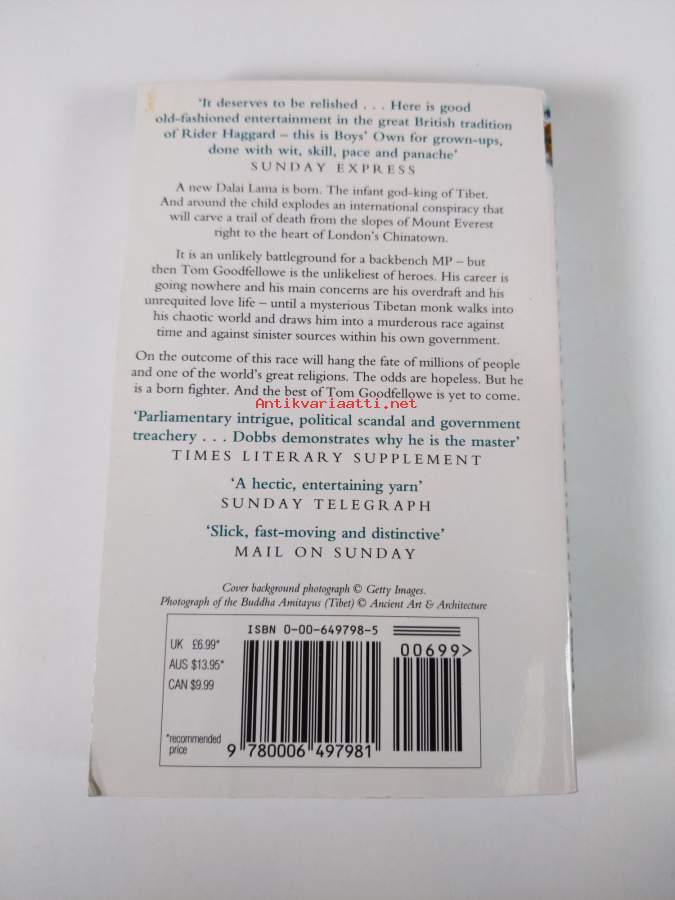 ‘It deserves to be relished . . . Here is good
old-fashioned entertainment in the great British tradition
of Rider Haggard – this is Boys’ Own for grown-ups,
done with wit, skill, pace and panache’
SUNDAY EXPRESS
A new Dalai Lama is born. The infant god-king of Tibet.
And around the child explodes an international conspiracy that
will carve a trail of death from the slopes of Mount Everest
right to the heart of London’s Chinatown.
It is an unlikely battleground for a backbench MP – but
then Tom Goodfellowe is the unlikeliest of heroes. His career is
going nowhere and his main concerns are his overdraft and his
unrequited love life – until a mysterious Tibetan monk walks into
his chaotic world and draws him into a murderous race against
time and against sinister sources within his own government.
On the outcome of this race will hang the fate of millions of people
and one of the world’s great religions. The odds are hopeless. But he
is a born fighter. And the best of Tom Goodfellowe is yet to come.
Antikvariaatti.net
‘Parliamentary intrigue, political scandal and government
treachery . . . Dobbs demonstrates why he is the master’
TIMES LITERARY SUPPLEMENT
‘A hectic, entertaining yarn’
SUNDAY TELEGRAPH
‘Slick, fast-moving and distinctive’
MAIL ON SUNDAY
Cover background photograph © Getty Images.
Photograph of the Buddha Amitayus (Tibet) © Ancient Art & Architecture
UK £6.99*
AUS $13.95*
CAN $9.99
*recommended
price
ISBN 0-00-649798-5
00699>
9 780006 497981